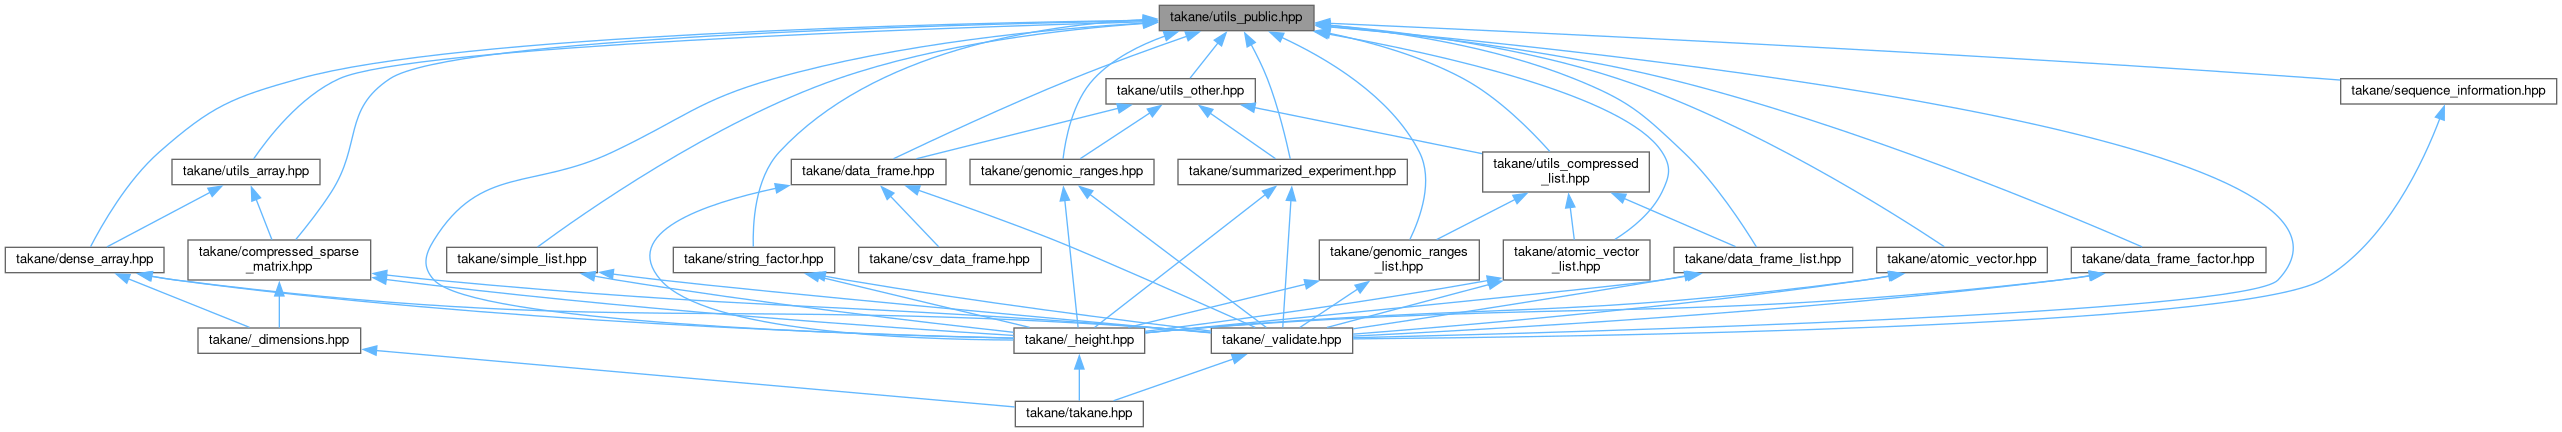 takane/utils_public.hpp
takane/utils_other.hpp
takane/sequence_information.hpp
takane/utils_array.hpp
takane/data_frame.hpp
takane/genomic_ranges.hpp
takane/summarized_experiment.hpp
takane/utils_compressed
_list.hpp
takane/dense_array.hpp
takane/compressed_sparse
_matrix.hpp
takane/simple_list.hpp
takane/string_factor.hpp
takane/csv_data_frame.hpp
takane/genomic_ranges
_list.hpp
takane/atomic_vector
_list.hpp
takane/data_frame_list.hpp
takane/atomic_vector.hpp
takane/data_frame_factor.hpp
takane/_dimensions.hpp
takane/_height.hpp
takane/_validate.hpp
takane/takane.hpp